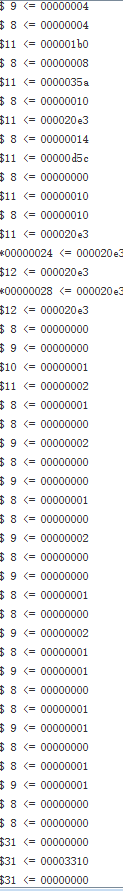 $ 9 <= 00000004
$ 8 <= 00000004
$11 <= 000001b0
$ 8 <= 00000008
$11 <= 0000035a
$ 8 <= 00000010
$11 <= 000020e3
$ 8 <= 00000014
$11 <= 00000d5c
$ 8 <= 00000000
$11 <= 00000010
$ 8 <= 00000010
$11 <= 000020e3
*00000024 <= 000020e3
$12 <= 000020e3
*00000028 <= 000020e3
$12 <= 000020e3
$ 8 <= 00000000
$ 9 <= 00000000
$10 <= 00000001
$11 <= 00000002
$ 8 <= 00000001
$ 8 <= 00000000
$ 9 <= 00000002
$ 8 <= 00000000
$ 9 <= 00000000
$ 8 <= 00000001
$ 8 <= 00000000
$ 9 <= 00000002
$ 8 <= 00000000
$ 9 <= 00000000
$ 8 <= 00000001
$ 8 <= 00000000
$ 9 <= 00000002
$ 8 <= 00000001
$ 9 <= 00000001
$ 8 <= 00000000
$ 8 <= 00000001
$ 9 <= 00000001
$ 8 <= 00000000
$ 8 <= 00000001
$ 9 <= 00000001
$ 8 <= 00000000
$ 8 <= 00000000
$31 <= 00000000
$31 <= 00003310
$31 <= 00000000